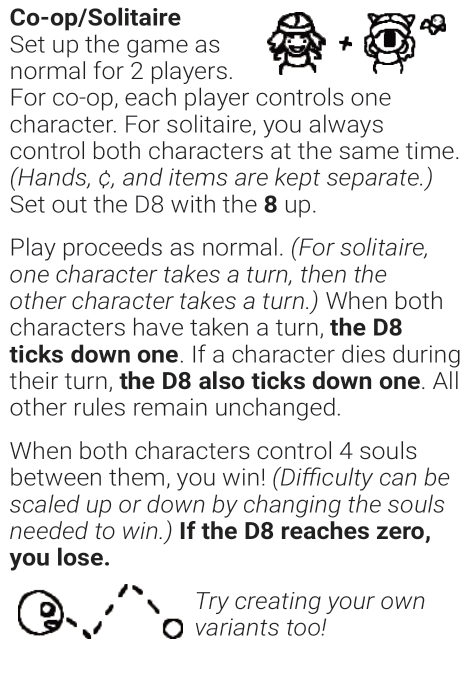 Co-op/Solitaire
Set up the game as
normal for 2 players.
For co-op, each player controls one
character. For solitaire, you always
control both characters at the same time.
(Hands, ¢, and items are kept separate.)
Set out the D8 with the 8 up.
Play proceeds as normal. (For solitaire,
one character takes a turn, then the
other character takes a turn.) When both
characters have taken a turn, the D8
ticks down one. If a character dies during
their turn, the D8 also ticks down one. All
other rules remain unchanged.
When both characters control 4 souls
between them, you win! (Difficulty can be
scaled up or down by changing the souls
needed to win.) If the D8 reaches zero,
you lose.
Try creating your own
variants too!